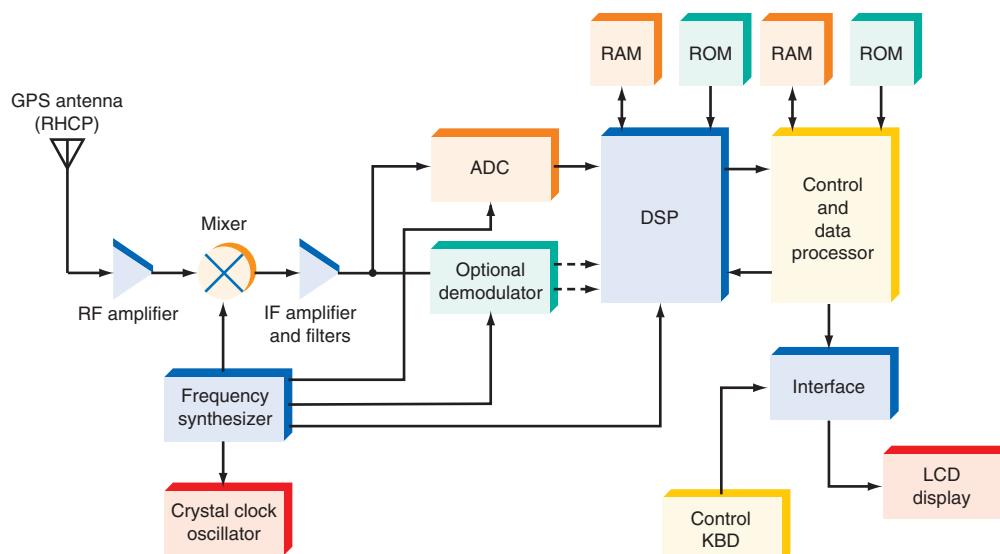 RAM
ROM
RAM
ROM
GPS antenna
(RHCP)
ADC
DSP
Control
and
data
processor
Mixer
Optional
demodulator
RF amplifier
IF amplifier
and filters
Frequency
synthesizer
Interface
Crystal clock
oscillator
Control
KBD
LCD
display